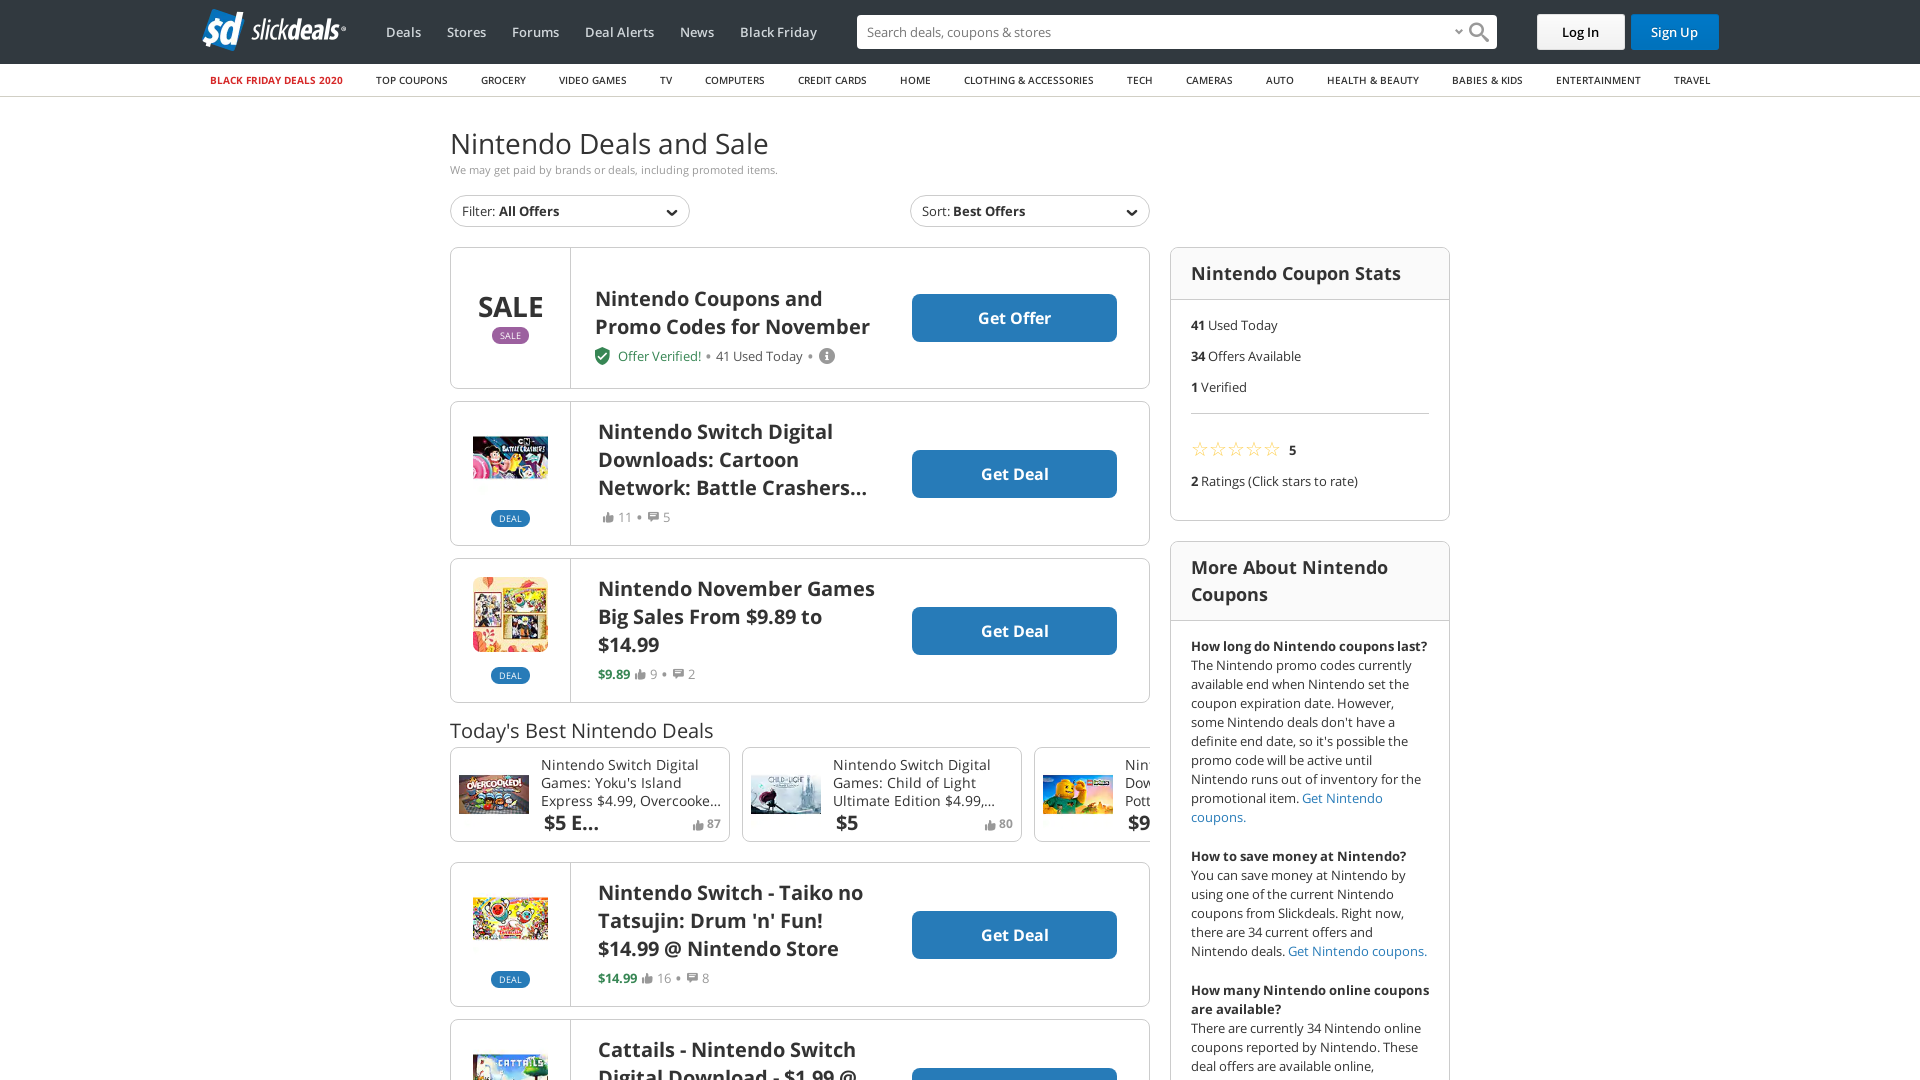 slickdeals
Deals
Stores
Forums
Deal Alerts
News
Black Friday
Search deals, coupons & stores
Log In
Sign Up
BLACK FRIDAY DEALS 2020
TOP COUPONS
GROCERY
VIDEO GAMES
TV
COMPUTERS
CREDIT CARDS
HOME
CLOTHING & ACCESSORIES
TECH
CAMERAS
AUTO
HEALTH & BEAUTY
BABIES & KIDS
ENTERTAINMENT
TRAVEL
Nintendo Deals and Sale
We may get paid by brands or deals, including promoted items.
Filter: All Offers
Sort: Best Offers
SALE
SALE
Nintendo Coupons and
Promo Codes for November
Offer Verified! • 41 Used Today •
Get Offer
DEAL
Nintendo Switch Digital
Downloads: Cartoon
Network: Battle Crashers...
11 • 5
Get Deal
DEAL
Nintendo November Games
Big Sales From $9.89 to
$14.99
$9.89 9 • 2
Get Deal
Today's Best Nintendo Deals
OVERCOOKED!
Nintendo Switch Digital
Games: Yoku's Island
Express $4.99, Overcooke...
$5 E...
87
CHILD of LIGHT
Nintendo Switch Digital
Games: Child of Light
Ultimate Edition $4.99,...
$5
80
Nin
Dow
Pott
$9
DEAL
Nintendo Switch - Taiko no
Tatsujin: Drum 'n' Fun!
$14.99 @ Nintendo Store
$14.99 16 • 8
Get Deal
CATTAILS
Cattails - Nintendo Switch
Digital Download - $1.99 @
Nintendo Coupon Stats
41 Used Today
34 Offers Available
1 Verified
5
2 Ratings (Click stars to rate)
More About Nintendo
Coupons
How long do Nintendo coupons last?
The Nintendo promo codes currently
available end when Nintendo set the
coupon expiration date. However,
some Nintendo deals don't have a
definite end date, so it's possible the
promo code will be active until
Nintendo runs out of inventory for the
promotional item. Get Nintendo
coupons.
How to save money at Nintendo?
You can save money at Nintendo by
using one of the current Nintendo
coupons from Slickdeals. Right now,
there are 34 current offers and
Nintendo deals. Get Nintendo coupons.
How many Nintendo online coupons
are available?
There are currently 34 Nintendo online
coupons reported by Nintendo. These
deal offers are available online,